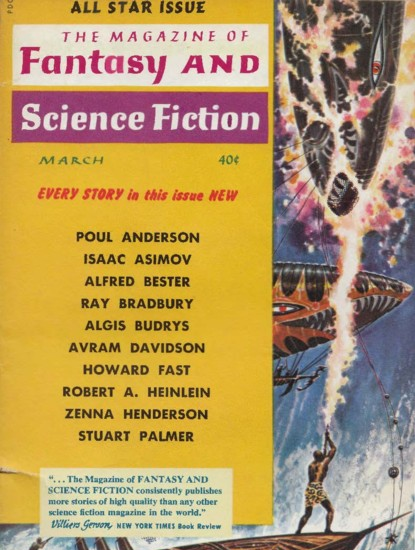 ALL STAR ISSUE
THE MAGAZINE OF
Fantasy AND
Science Fiction
MARCH 40¢
EVERY STORY in this issue NEW
POUL ANDERSON
ISAAC ASIMOV
ALFRED BESTER
RAY BRADBURY
ALGIS BUDRYS
AVRAM DAVIDSON
HOWARD FAST
ROBERT A. HEINLEIN
ZENNA HENDERSON
STUART PALMER
“. . . The Magazine of FANTASY AND
SCIENCE FICTION consistently publishes
more stories of high quality than any other
science fiction magazine in the world.”
Villiers Gerson NEW YORK TIMES Book Review